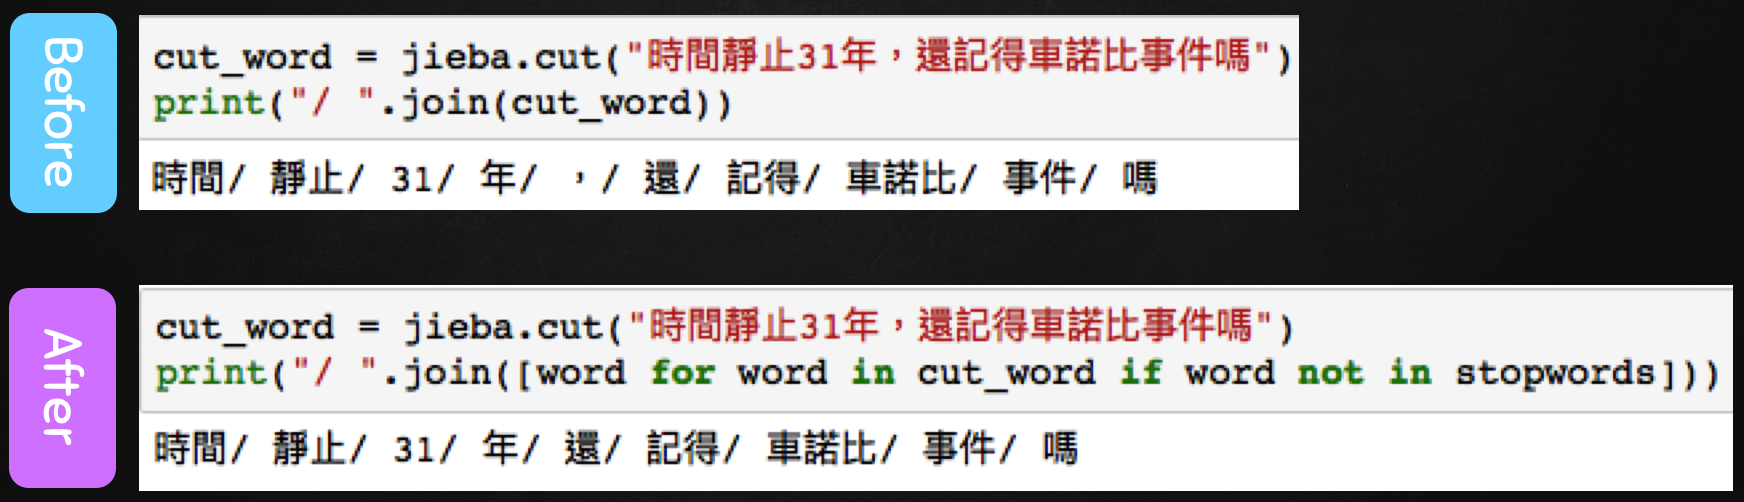 Before
cut_word = jieba.cut("時間靜止31年，還記得車諾比事件嗎")
print("/ ".join(cut_word))
時間/ 靜止/ 31/ 年/ ，/ 還/ 記得/ 車諾比/ 事件/ 嗎
After
cut_word = jieba.cut("時間靜止31年，還記得車諾比事件嗎")
print("/ ".join([word for word in cut_word if word not in stopwords]))
時間/ 靜止/ 31/ 年/ 還/ 記得/ 車諾比/ 事件/ 嗎